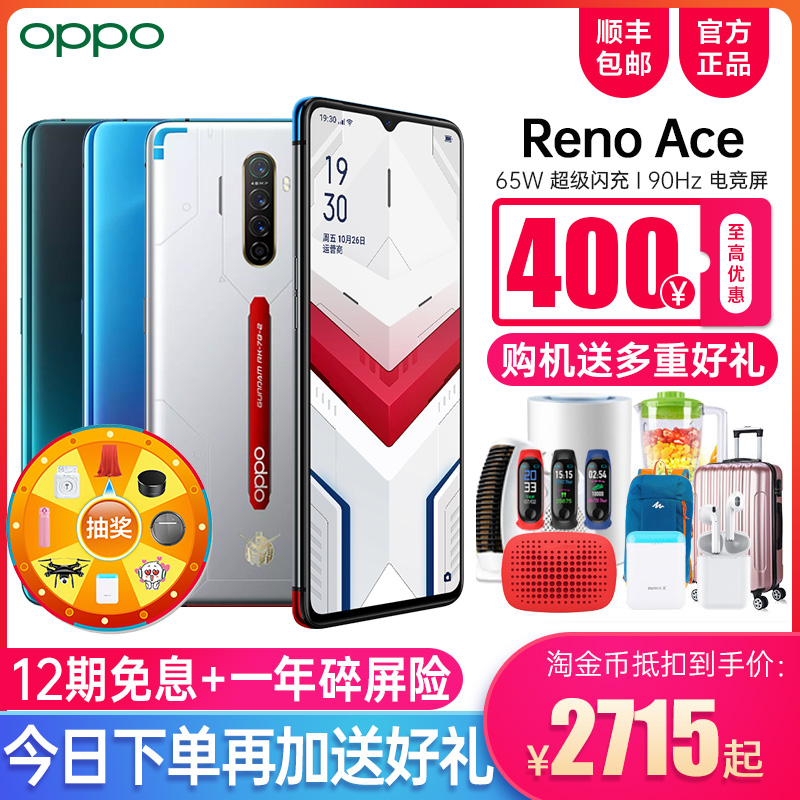 oppo
顺丰
包邮
官方
正品
Reno Ace
65W 超级闪充 | 90Hz 电竞屏
400¥
至高优惠
购机送多重好礼
19:30
19
30
周五 10月26日
运营商
GUNDAM RX-78-2
oppo
抽奖
12期免息+一年碎屏险
淘金币抵扣到手价:
¥2715起
今日下单再加送好礼